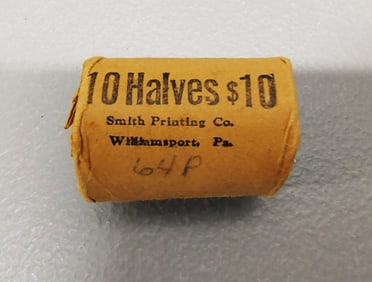 10 Halves $10
Smith Printing Co.
Williamsport, Pa.
64P